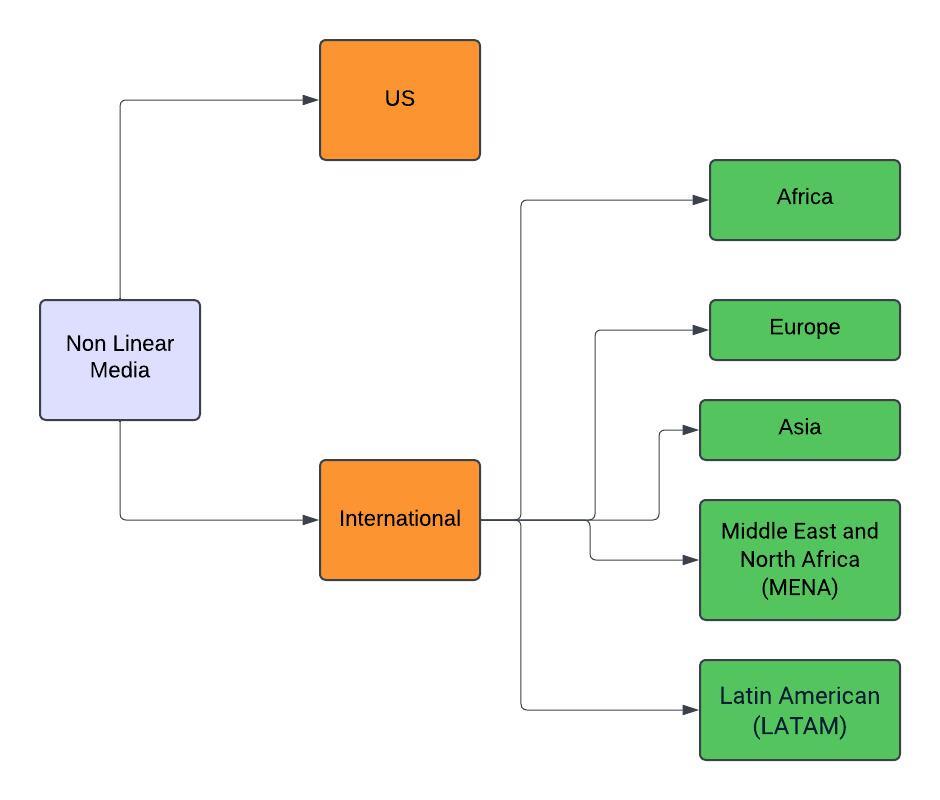 US
Africa
Non Linear
Media
Europe
Asia
International
Middle East and
North Africa
(MENA)
Latin American
(LATAM)